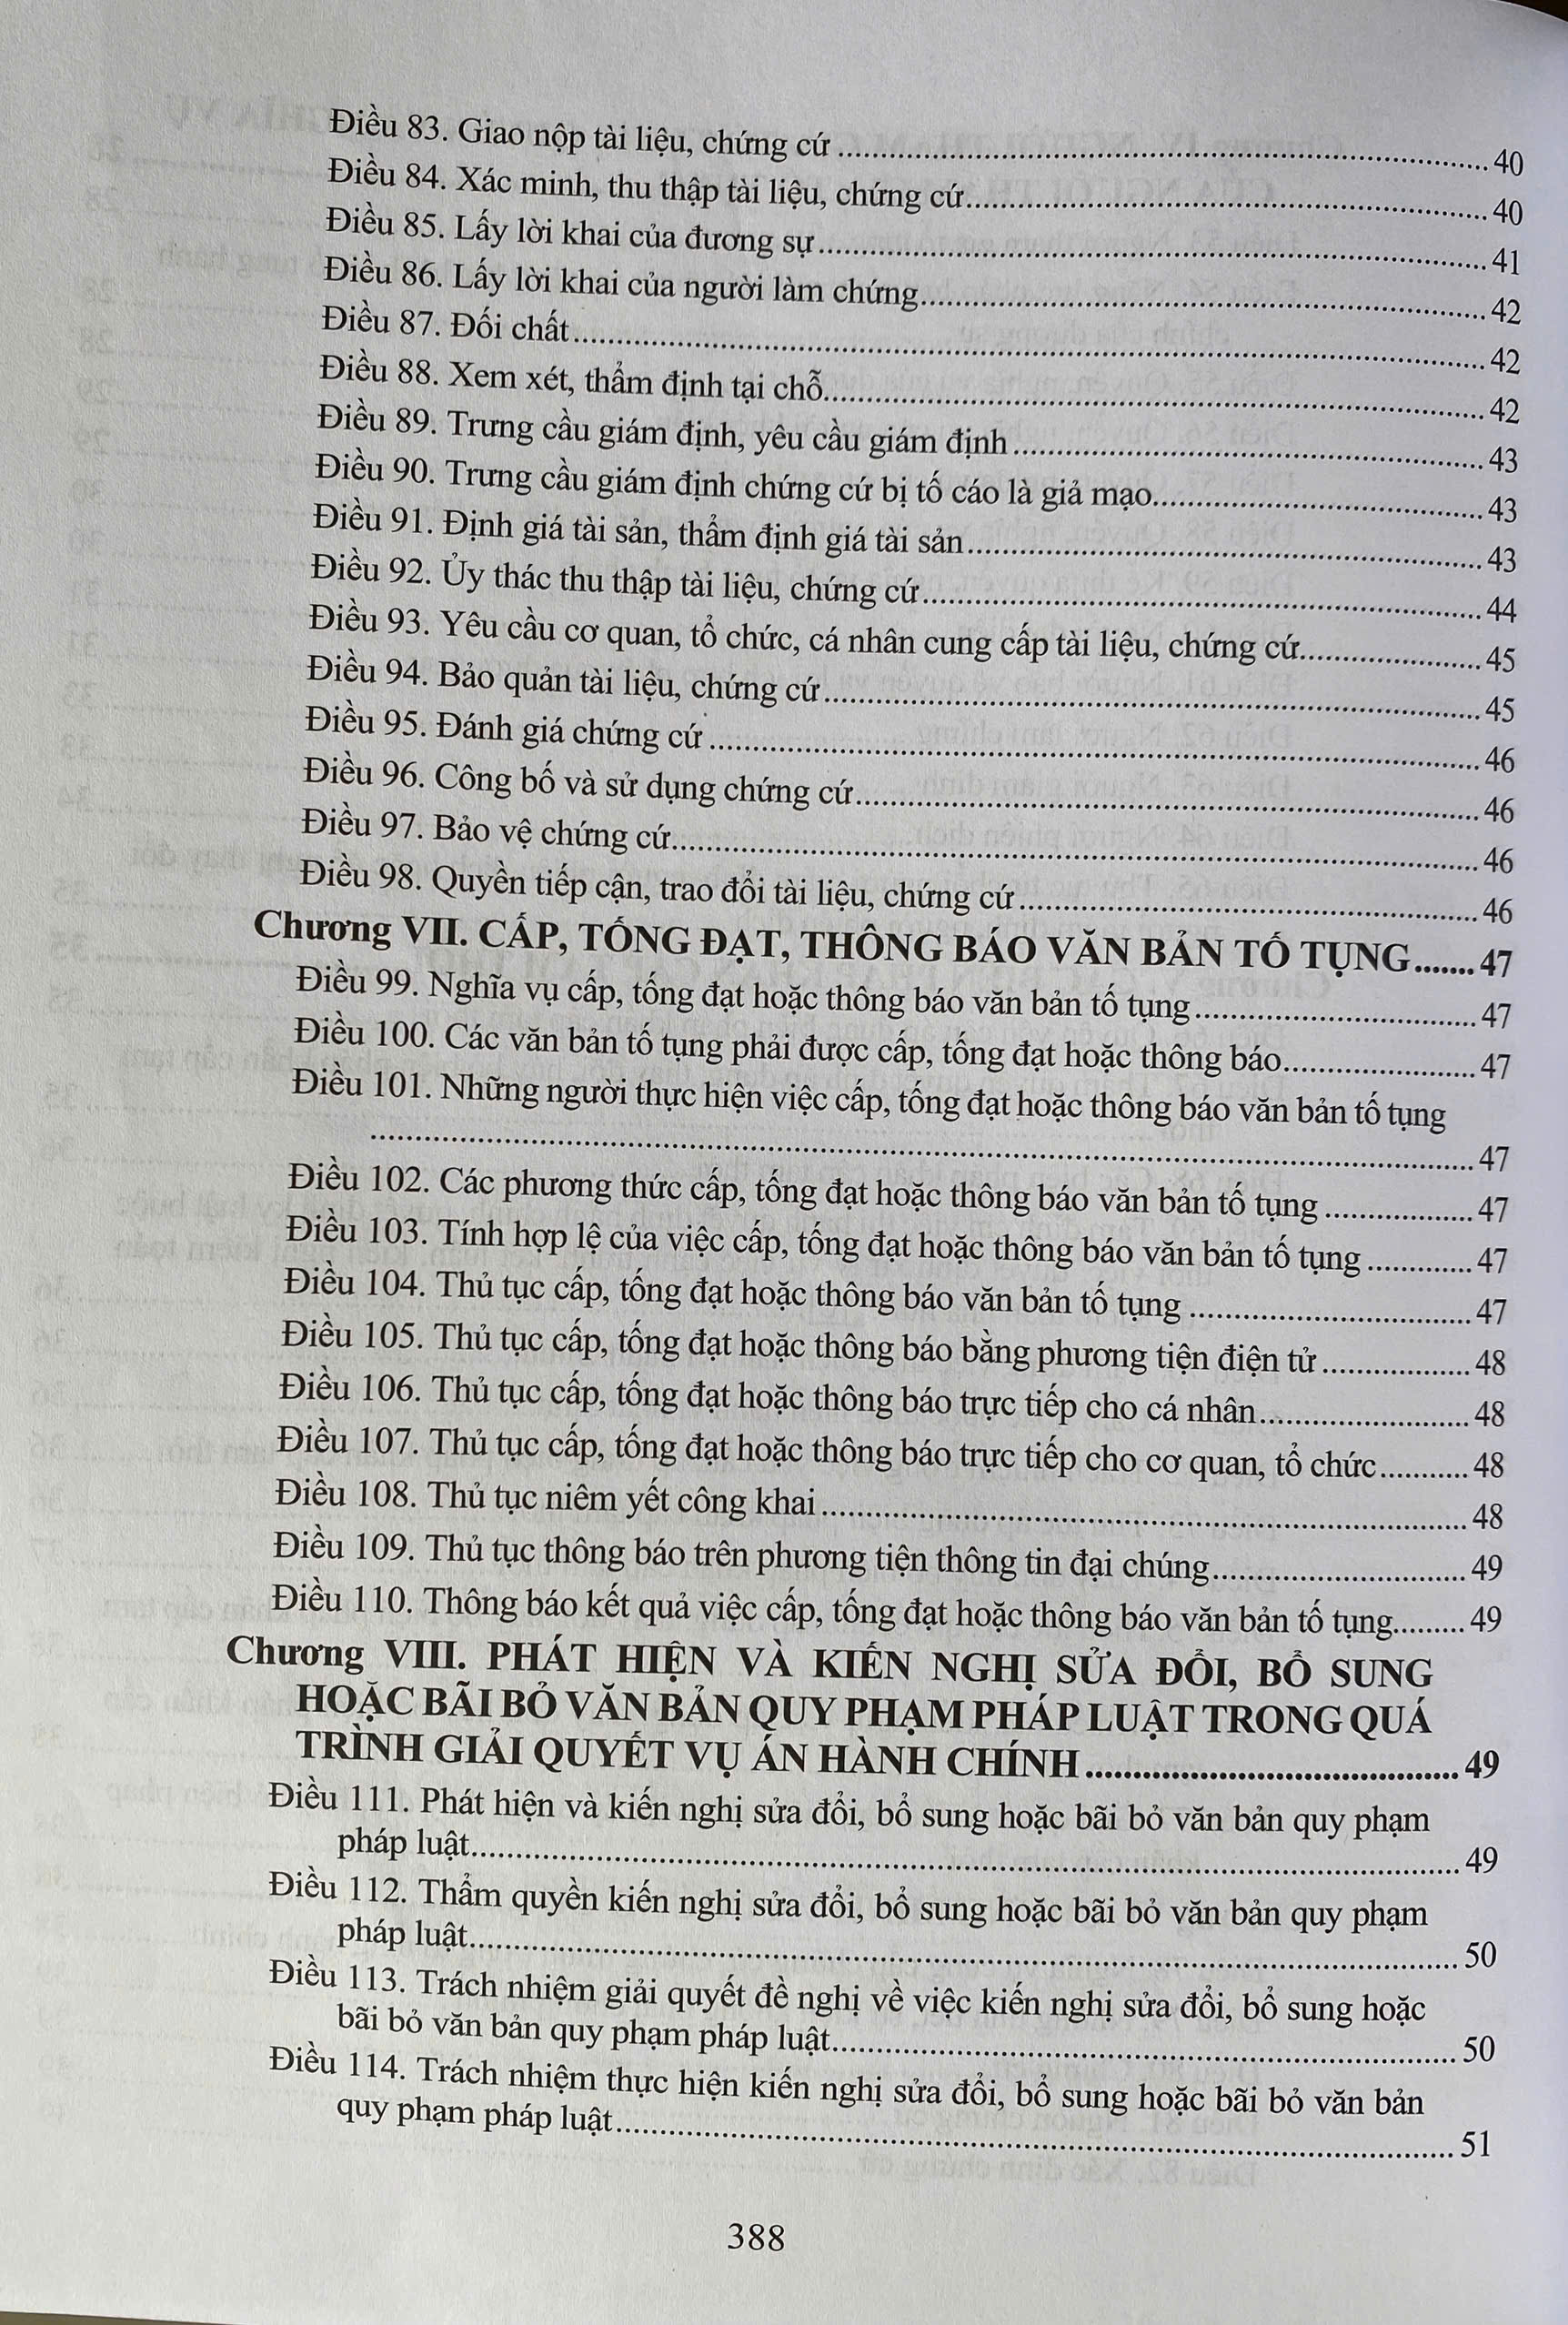 Điều 83. Giao nộp tài liệu, chứng cứ ........ 40
Điều 84. Xác minh, thu thập tài liệu, chứng cứ ........ 40
Điều 85. Lấy lời khai của đương sự ........ 41
Điều 86. Lấy lời khai của người làm chứng ........ 42
Điều 87. Đối chất ........ 42
Điều 88. Xem xét, thẩm định tại chỗ ........ 42
Điều 89. Trưng cầu giám định, yêu cầu giám định ........ 43
Điều 90. Trưng cầu giám định chứng cứ bị tố cáo là giả mạo ........ 43
Điều 91. Định giá tài sản, thẩm định giá tài sản ........ 43
Điều 92. Ủy thác thu thập tài liệu, chứng cứ ........ 44
Điều 93. Yêu cầu cơ quan, tổ chức, cá nhân cung cấp tài liệu, chứng cứ ........ 45
Điều 94. Bảo quản tài liệu, chứng cứ ........ 45
Điều 95. Đánh giá chứng cứ ........ 46
Điều 96. Công bố và sử dụng chứng cứ ........ 46
Điều 97. Bảo vệ chứng cứ ........ 46
Điều 98. Quyền tiếp cận, trao đổi tài liệu, chứng cứ ........ 46
Chương VII. CẤP, TỐNG ĐẠT, THÔNG BÁO VĂN BẢN TỐ TỤNG ....... 47
Điều 99. Nghĩa vụ cấp, tống đạt hoặc thông báo văn bản tố tụng ........ 47
Điều 100. Các văn bản tố tụng phải được cấp, tống đạt hoặc thông báo ........ 47
Điều 101. Những người thực hiện việc cấp, tống đạt hoặc thông báo văn bản tố tụng
........ 47
Điều 102. Các phương thức cấp, tống đạt hoặc thông báo văn bản tố tụng ........ 47
Điều 103. Tính hợp lệ của việc cấp, tống đạt hoặc thông báo văn bản tố tụng ........ 47
Điều 104. Thủ tục cấp, tống đạt hoặc thông báo văn bản tố tụng ........ 47
Điều 105. Thủ tục cấp, tống đạt hoặc thông báo bằng phương tiện điện tử ........ 48
Điều 106. Thủ tục cấp, tống đạt hoặc thông báo trực tiếp cho cá nhân ........ 48
Điều 107. Thủ tục cấp, tống đạt hoặc thông báo trực tiếp cho cơ quan, tổ chức ........ 48
Điều 108. Thủ tục niêm yết công khai ........ 48
Điều 109. Thủ tục thông báo trên phương tiện thông tin đại chúng ........ 49
Điều 110. Thông báo kết quả việc cấp, tống đạt hoặc thông báo văn bản tố tụng ........ 49
Chương VIII. PHÁT HIỆN VÀ KIẾN NGHỊ SỬA ĐỔI, BỔ SUNG
HOẶC BÃI BỎ VĂN BẢN QUY PHẠM PHÁP LUẬT TRONG QUÁ
TRÌNH GIẢI QUYẾT VỤ ÁN HÀNH CHÍNH ........ 49
Điều 111. Phát hiện và kiến nghị sửa đổi, bổ sung hoặc bãi bỏ văn bản quy phạm
pháp luật ........ 49
Điều 112. Thẩm quyền kiến nghị sửa đổi, bổ sung hoặc bãi bỏ văn bản quy phạm
pháp luật ........ 50
Điều 113. Trách nhiệm giải quyết đề nghị về việc kiến nghị sửa đổi, bổ sung hoặc
bãi bỏ văn bản quy phạm pháp luật ........ 50
Điều 114. Trách nhiệm thực hiện kiến nghị sửa đổi, bổ sung hoặc bãi bỏ văn bản
quy phạm pháp luật ........ 51
388